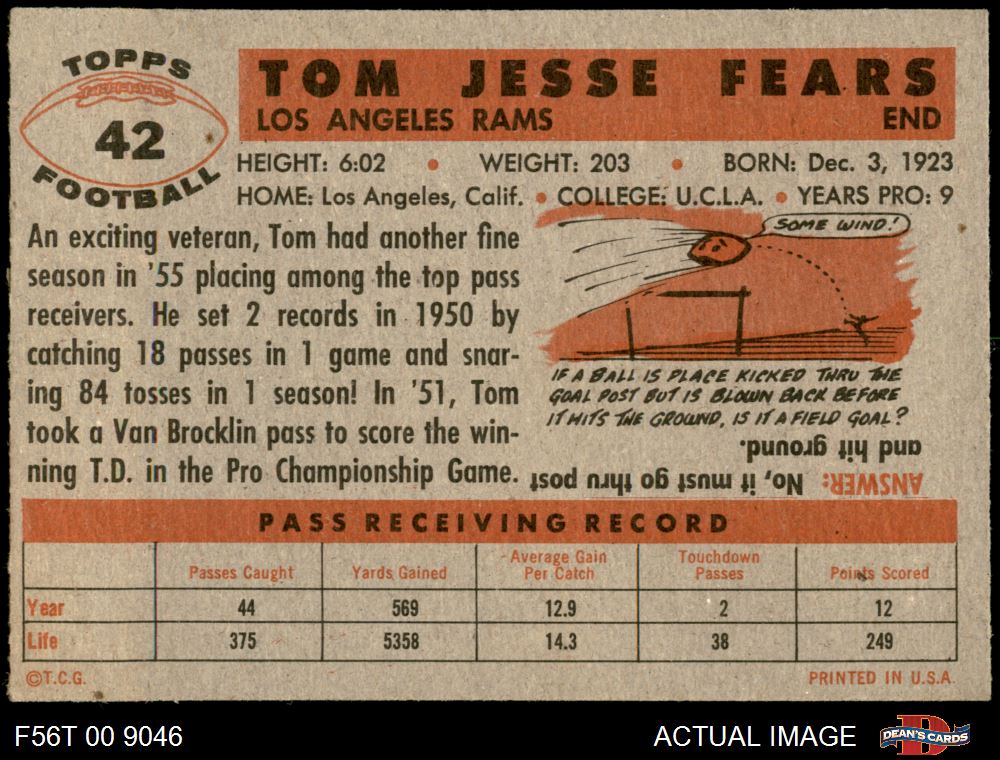 TOPPS
42
FOOTBALL
TOM JESSE FEARS
LOS ANGELES RAMS END
HEIGHT: 6:02 • WEIGHT: 203 • BORN: Dec. 3, 1923
HOME: Los Angeles, Calif. • COLLEGE: U.C.L.A. • YEARS PRO: 9
An exciting veteran, Tom had another fine
season in '55 placing among the top pass
receivers. He set 2 records in 1950 by
catching 18 passes in 1 game and snar-
ing 84 tosses in 1 season! In '51, Tom
took a Van Brocklin pass to score the win-
ning T.D. in the Pro Championship Game.
SOME WIND!
IF A BALL IS PLACE KICKED THRU THE
GOAL POST BUT IS BLOWN BACK BEFORE
IT HITS THE GROUND, IS IT A FIELD GOAL?
ANSWER: No, it must go thru post
and hit ground.
PASS RECEIVING RECORD
Passes Caught Yards Gained Average Gain Per Catch Touchdown Passes Points Scored
Year 44 569 12.9 2 12
Life 375 5358 14.3 38 249
©T.C.G. PRINTED IN U.S.A.
F56T 00 9046 ACTUAL IMAGE DEAN'S CARDS